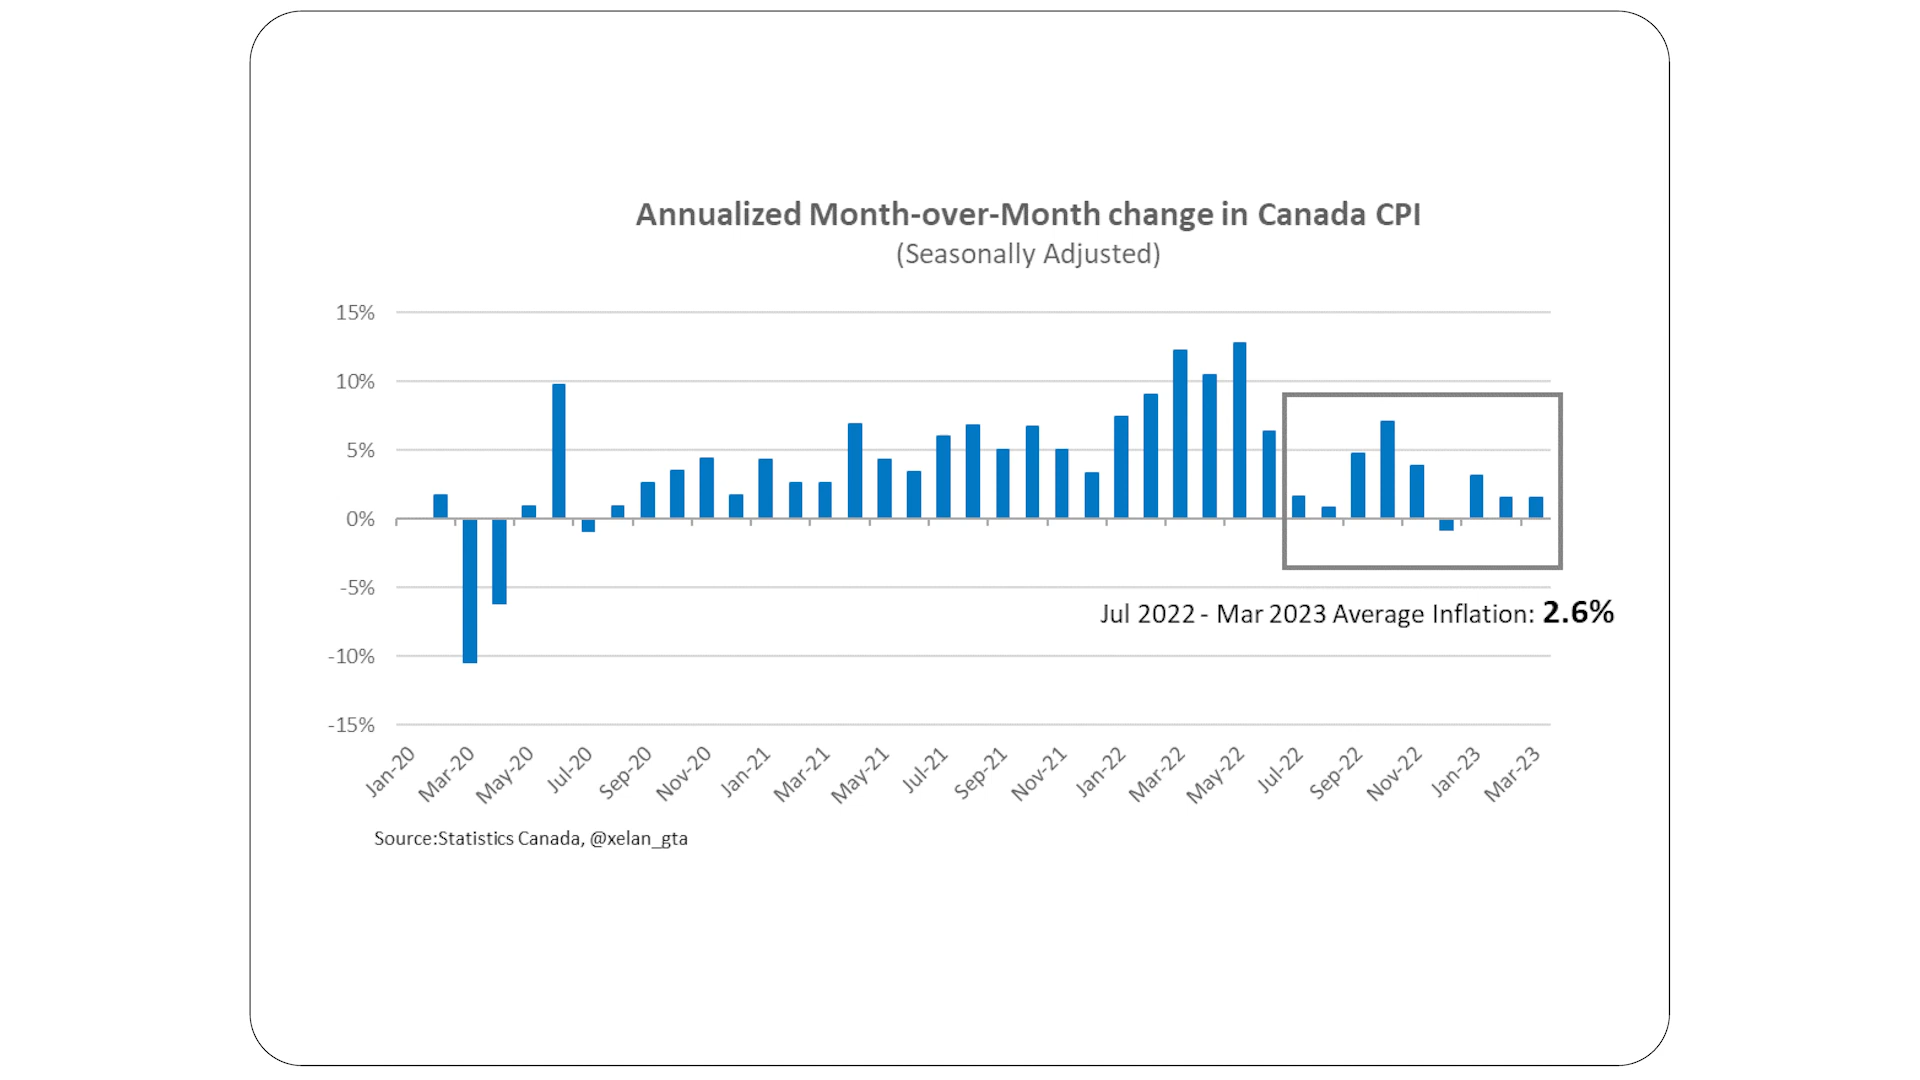 Annualized Month-over-Month change in Canada CPI
(Seasonally Adjusted)
15%
10%
5%
0%
-5%
-10%
-15%
Jul 2022 - Mar 2023 Average Inflation: 2.6%
Jan-20
Mar-20
May-20
Jul-20
Sep-20
Nov-20
Jan-21
Mar-21
May-21
Jul-21
Sep-21
Nov-21
Jan-22
Mar-22
May-22
Jul-22
Sep-22
Nov-22
Jan-23
Mar-23
Source:Statistics Canada, @xelan_gta